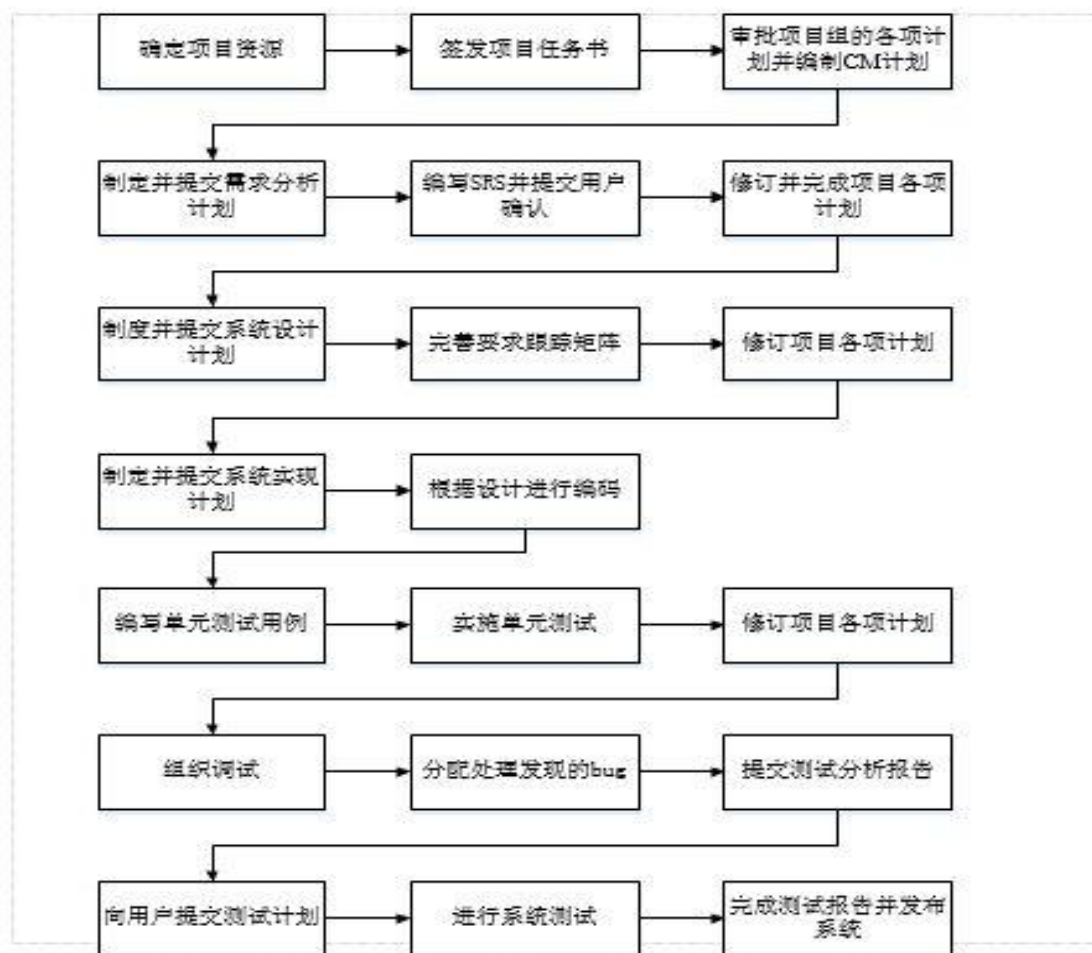 确定项目资源
签发项目任务书
审批项目组的各项计
划并编制CM计划
制定并提交需求分析
计划
编写SRS并提交用户
确认
修订并完成项目各项
计划
制度并提交系统设计
计划
完善要求跟踪矩阵
修订项目各项计划
制定并提交系统实现
计划
根据设计进行编码
编写单元测试用例
实施单元测试
修订项目各项计划
组织调试
分配处理发现的bug
提交测试分析报告
向用户提交测试计划
进行系统测试
完成测试报告并发布
系统